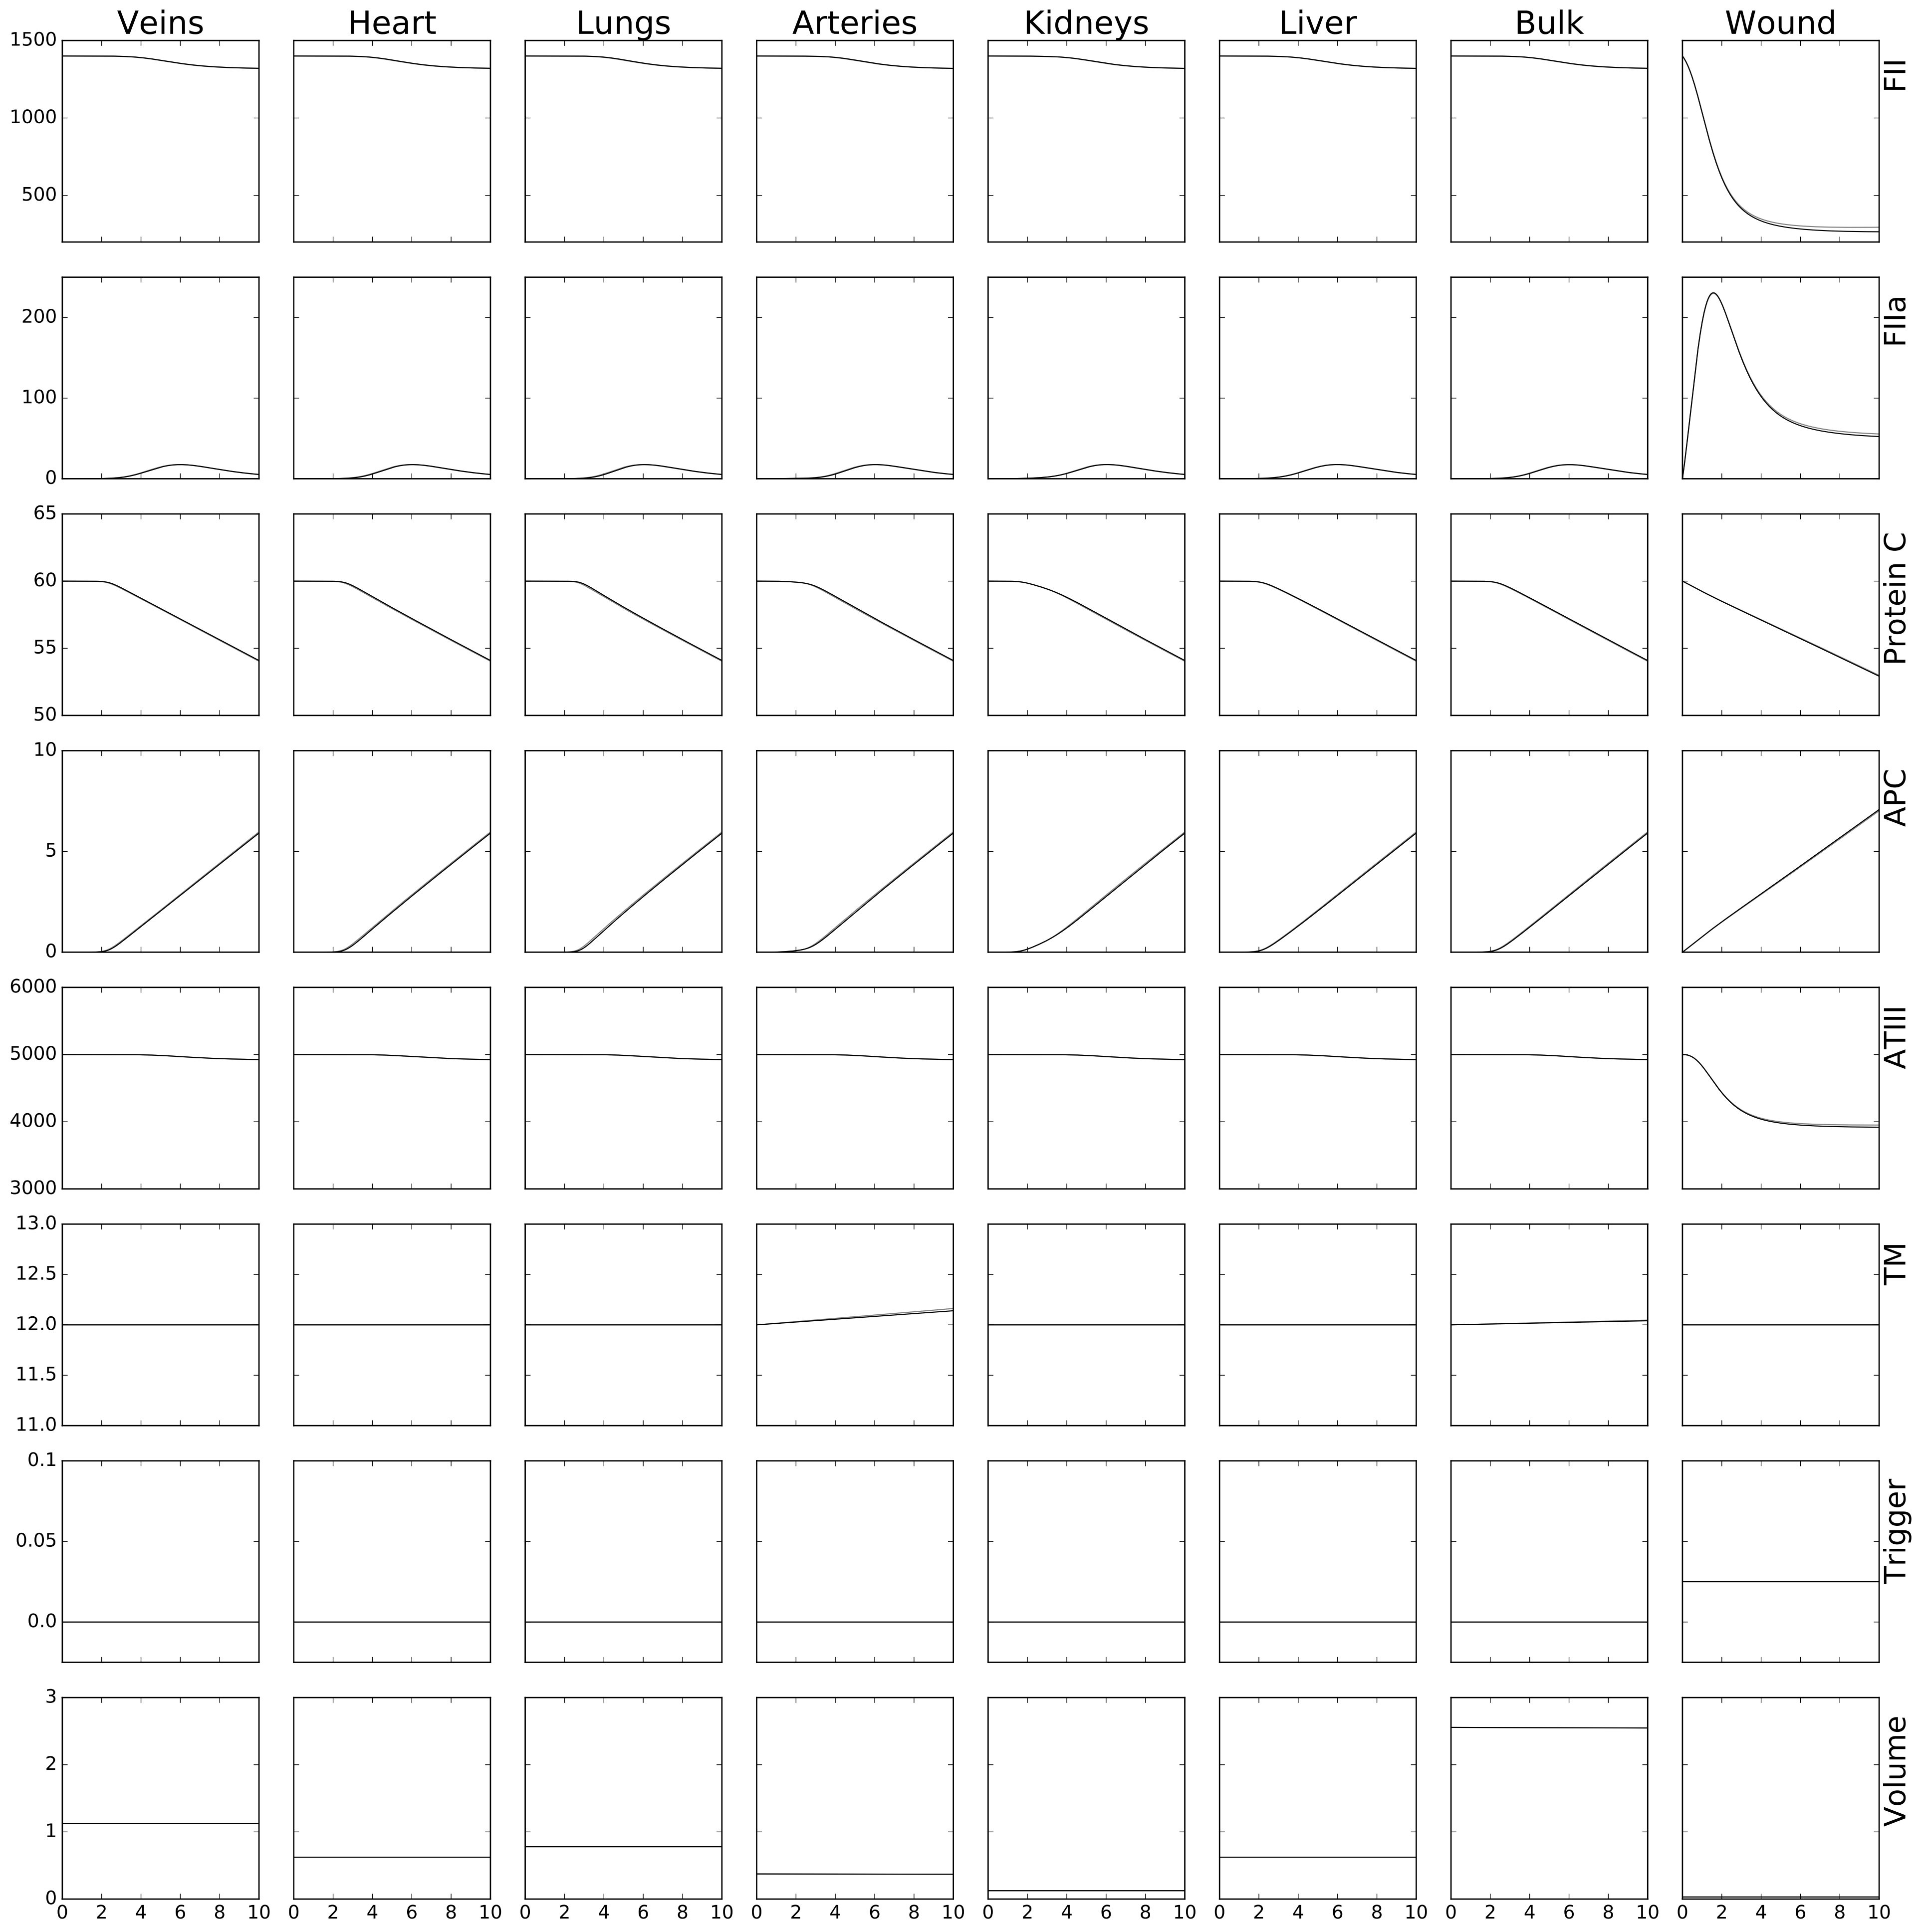 Veins Heart Lungs Arteries Kidneys Liver Bulk Wound
1500
1000
500
FII
200
100
0
FIIa
65
60
55
50
Protein C
10
5
0
APC
6000
5000
4000
3000
ATIII
13.0
12.5
12.0
11.5
11.0
TM
0.1
0.05
0.0
Trigger
3
2
1
0
Volume
0 2 4 6 8 10 0 2 4 6 8 10 0 2 4 6 8 10 0 2 4 6 8 10 0 2 4 6 8 10 0 2 4 6 8 10 0 2 4 6 8 10 0 2 4 6 8 10